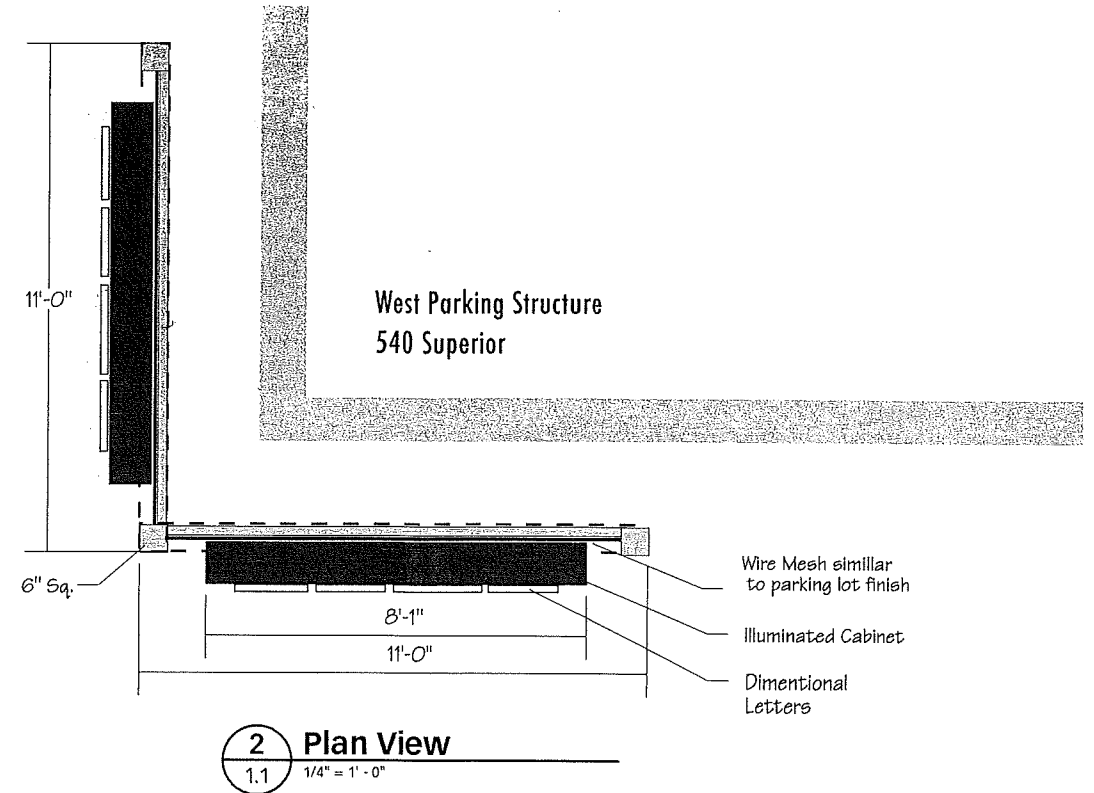 11'-0"
West Parking Structure
540 Superior
6" Sq.
Wire Mesh simillar
to parking lot finish
8'-1"
Illuminated Cabinet
11'-0"
Dimentional
Letters
2
Plan View
1.1
1/4" = 1' - 0"